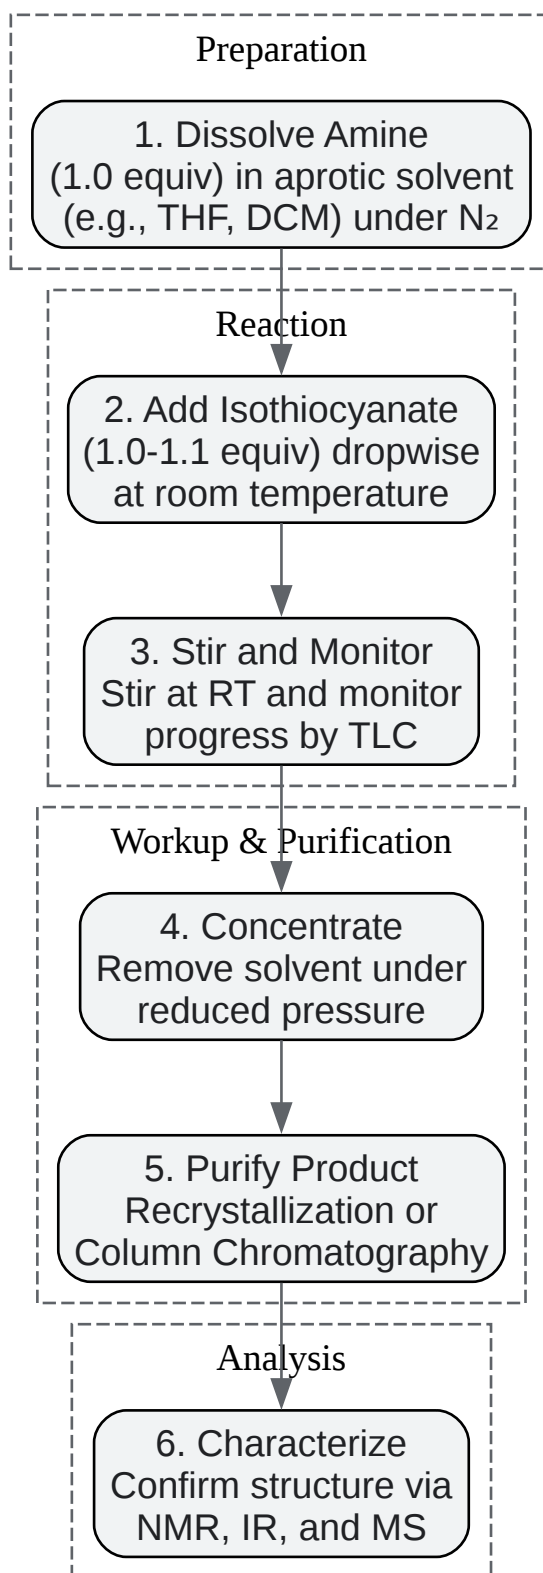 Preparation
1. Dissolve Amine
(1.0 equiv) in aprotic solvent
(e.g., THF, DCM) under N₂
Reaction
2. Add Isothiocyanate
(1.0-1.1 equiv) dropwise
at room temperature
3. Stir and Monitor
Stir at RT and monitor
progress by TLC
Workup & Purification
4. Concentrate
Remove solvent under
reduced pressure
5. Purify Product
Recrystallization or
Column Chromatography
Analysis
6. Characterize
Confirm structure via
NMR, IR, and MS